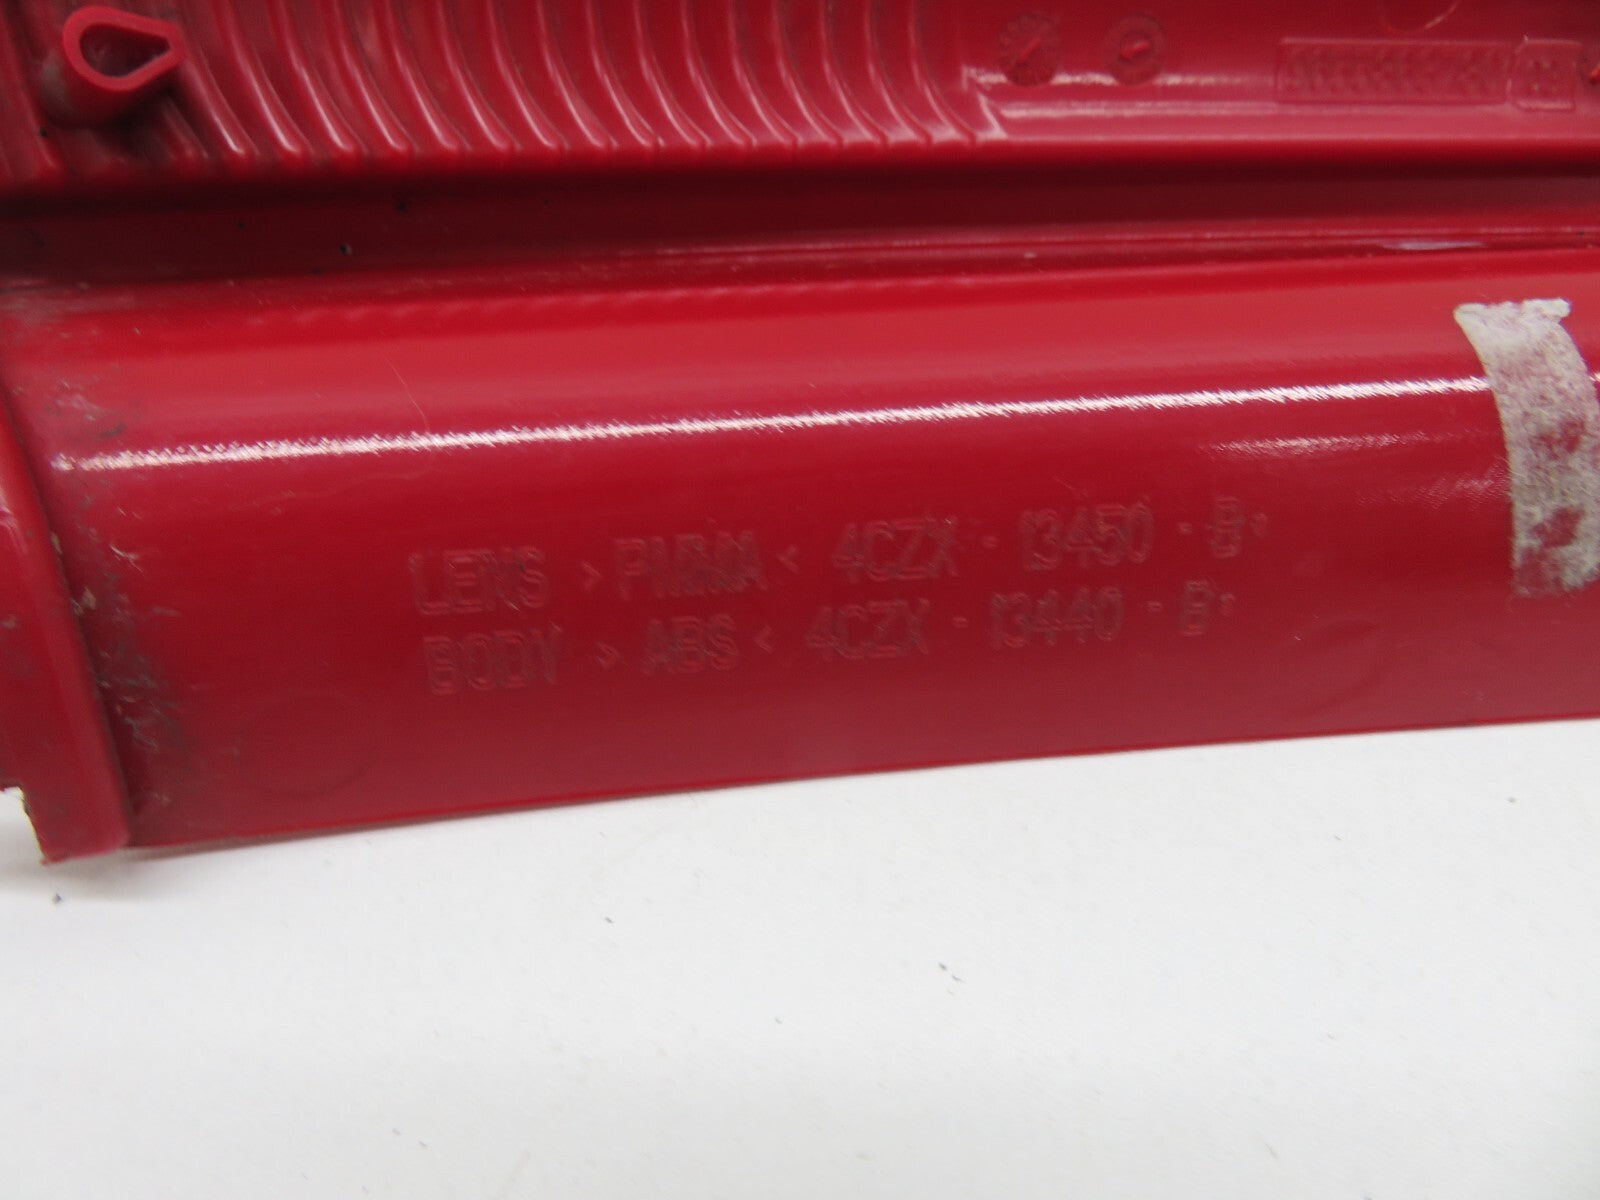 LENS > PMMA < 4CZX - 13450 - B
BODY > ABS < 4CZX - 13440 - B